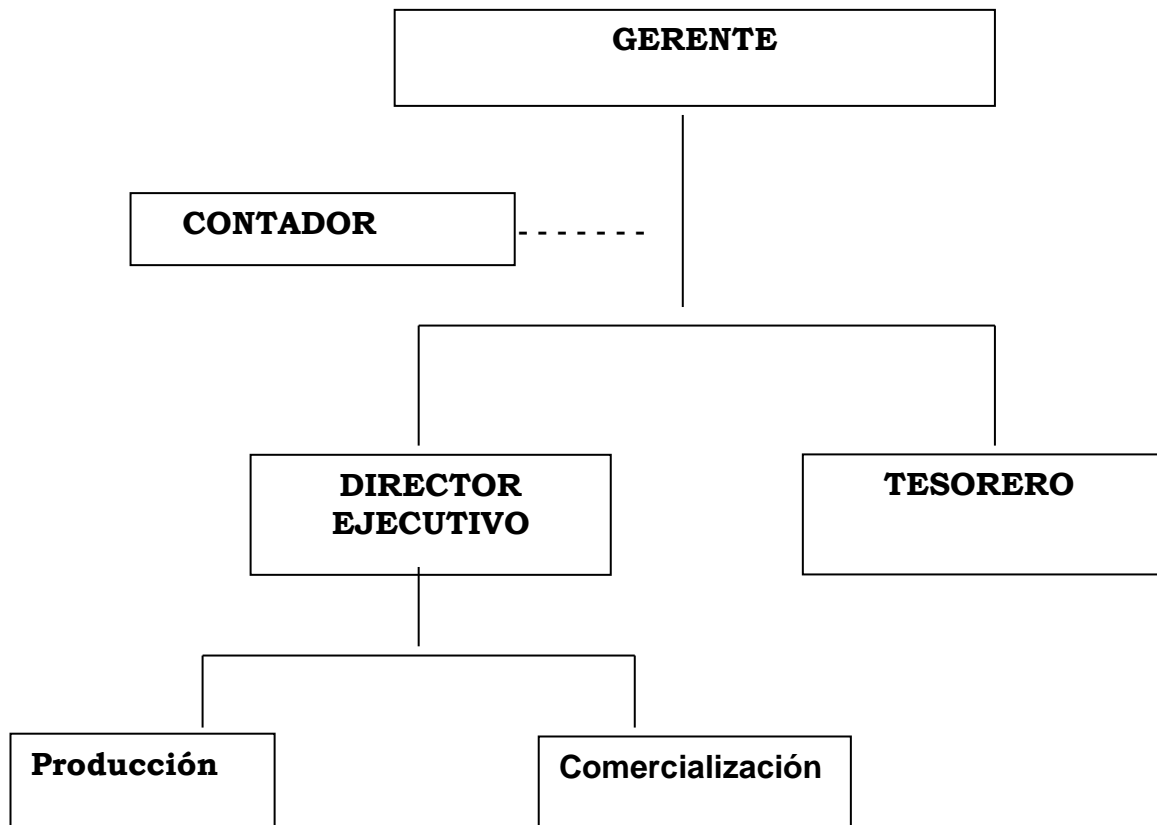 GERENTE
CONTADOR
DIRECTOR
EJECUTIVO
TESORERO
Producción
Comercialización